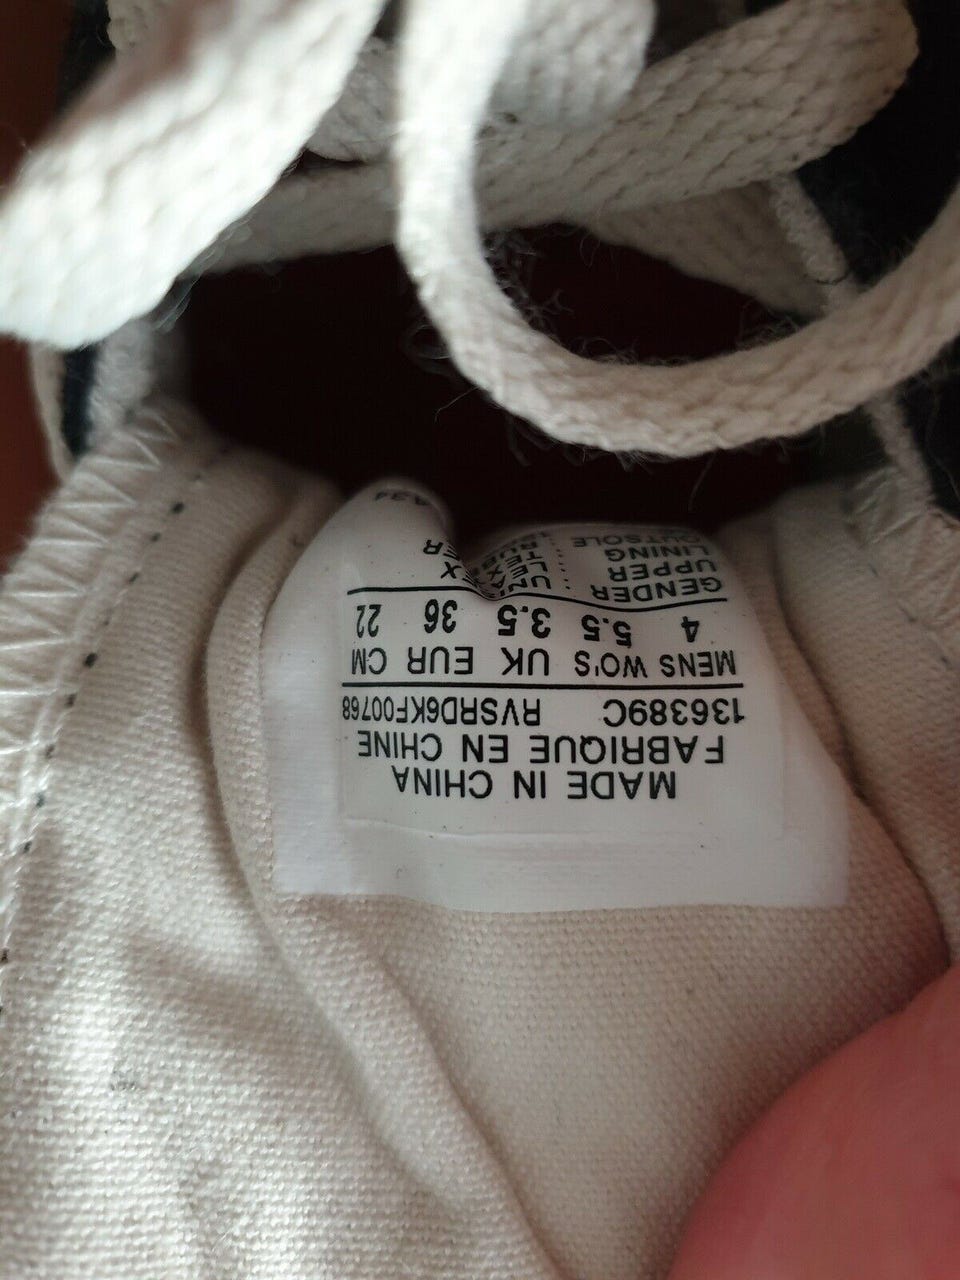 MADE IN CHINA
FABRIQUE EN CHINE
136389C RVSRD6KF00768
MENS WO'S UK EUR CM
4 5.5 3.5 36 22
GENDER
UPPER
LINING
OUTSOLE